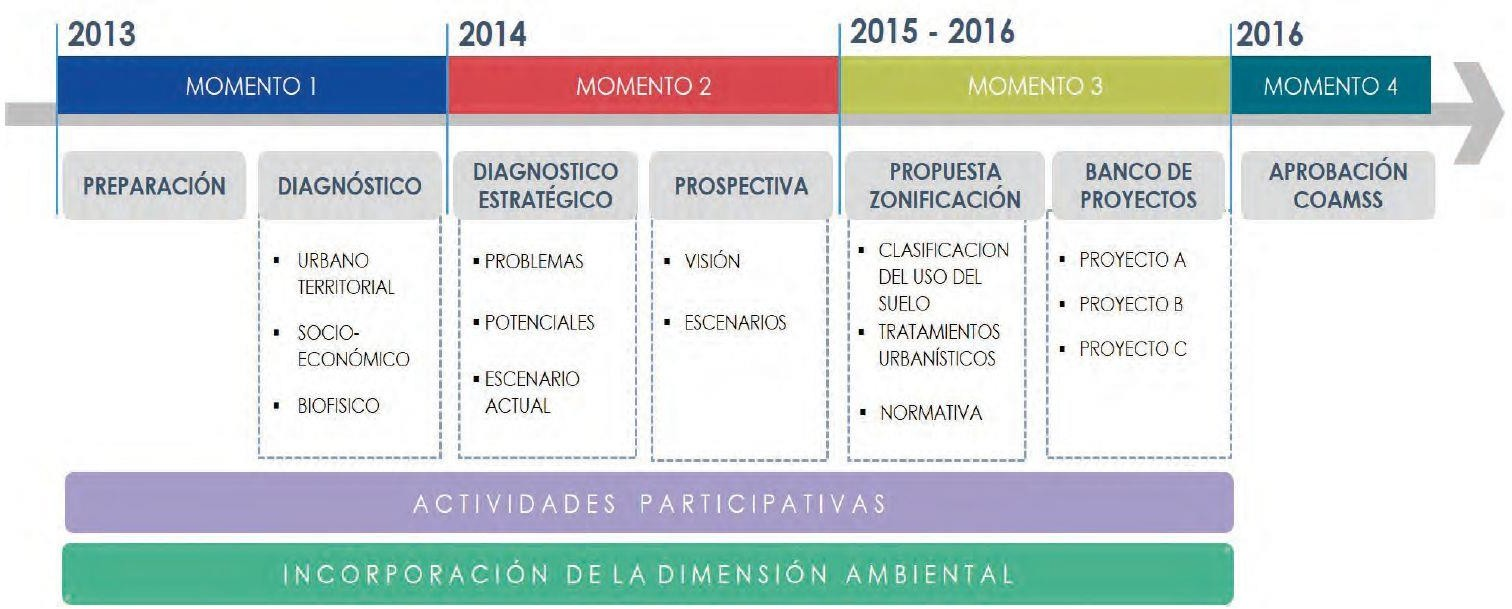 2013
2014
2015 - 2016
2016
MOMENTO 1
MOMENTO 2
MOMENTO 3
MOMENTO 4
PREPARACIÓN
DIAGNÓSTICO
▪ URBANO
TERRITORIAL
▪ SOCIO-
ECONÓMICO
▪ BIOFISICO
DIAGNOSTICO
ESTRATÉGICO
▪ PROBLEMAS
▪ POTENCIALES
▪ ESCENARIO
ACTUAL
PROSPECTIVA
▪ VISIÓN
▪ ESCENARIOS
PROPUESTA
ZONIFICACIÓN
▪ CLASIFICACION
DEL USO DEL
SUELO
▪ TRATAMIENTOS
URBANÍSTICOS
▪ NORMATIVA
BANCO DE
PROYECTOS
▪ PROYECTO A
▪ PROYECTO B
▪ PROYECTO C
APROBACIÓN
COAMSS
ACTIVIDADES PARTICIPATIVAS
INCORPORACIÓN DE LA DIMENSIÓN AMBIENTAL